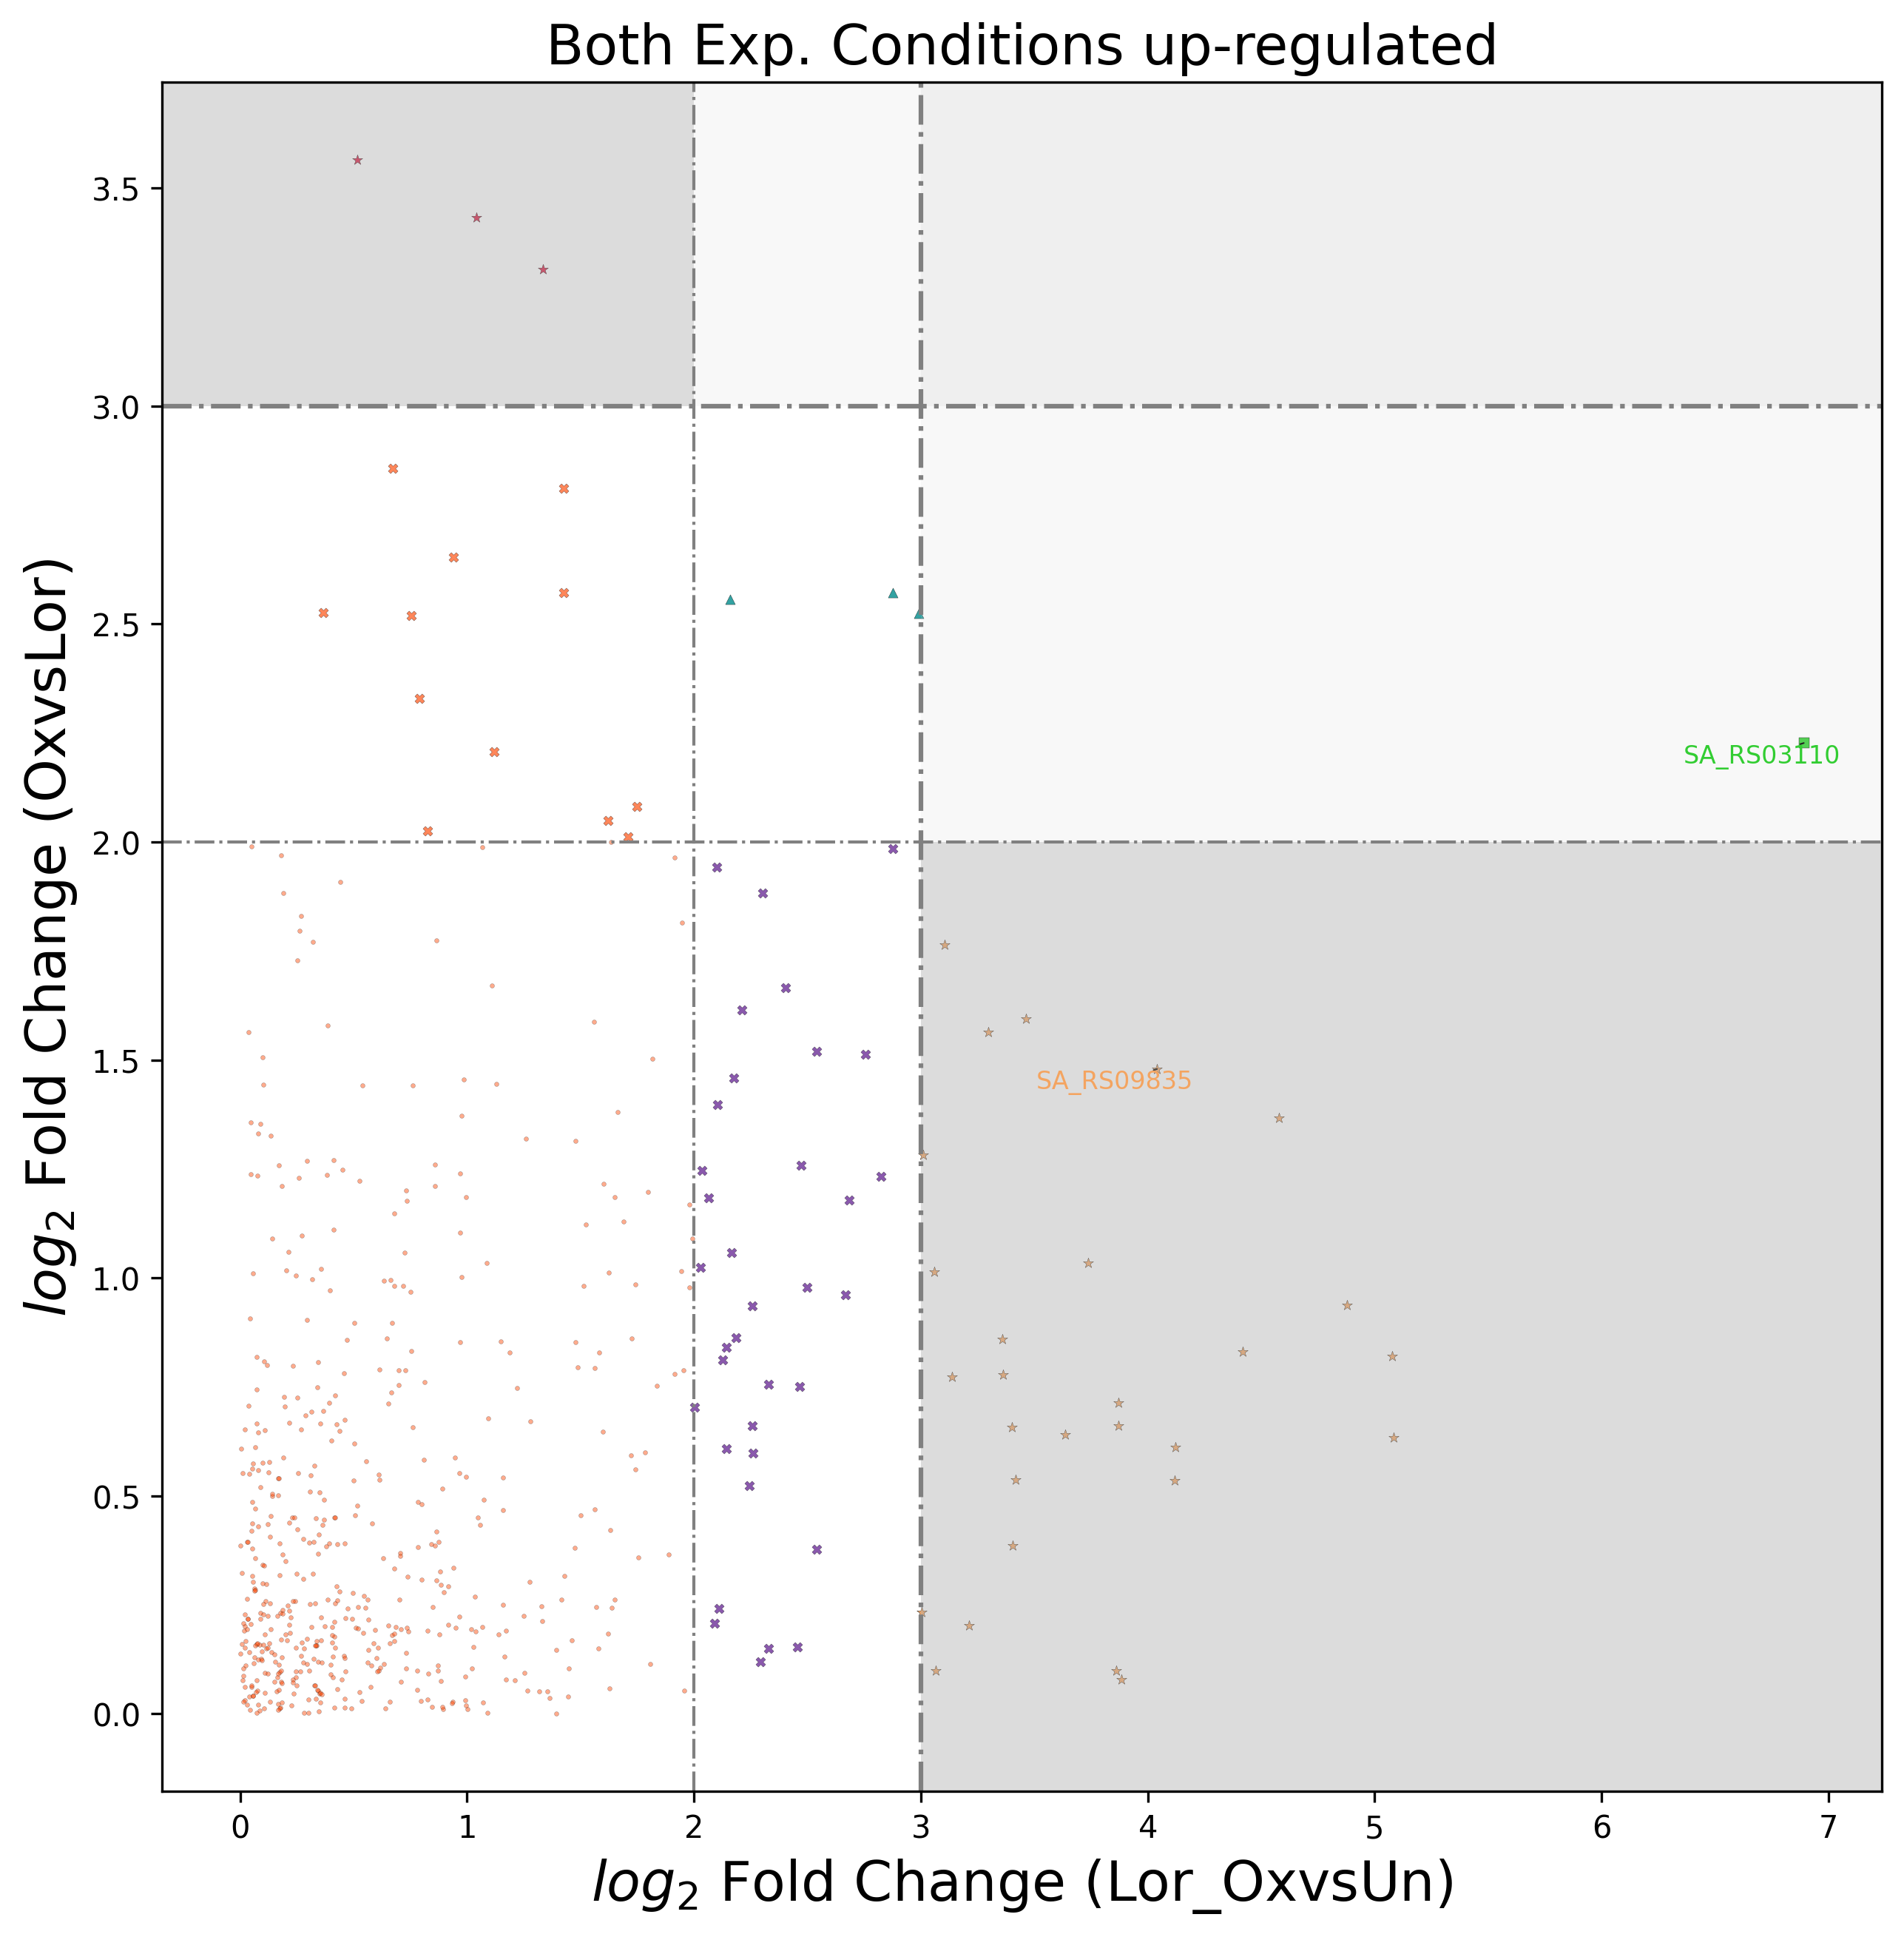 Both Exp. Conditions up-regulated
log2 Fold Change (OxvsLor)
3.5
3.0
2.5
2.0
1.5
1.0
0.5
0.0
SA_RS03110
SA_RS09835
0 1 2 3 4 5 6 7
log2 Fold Change (Lor_OxvsUn)